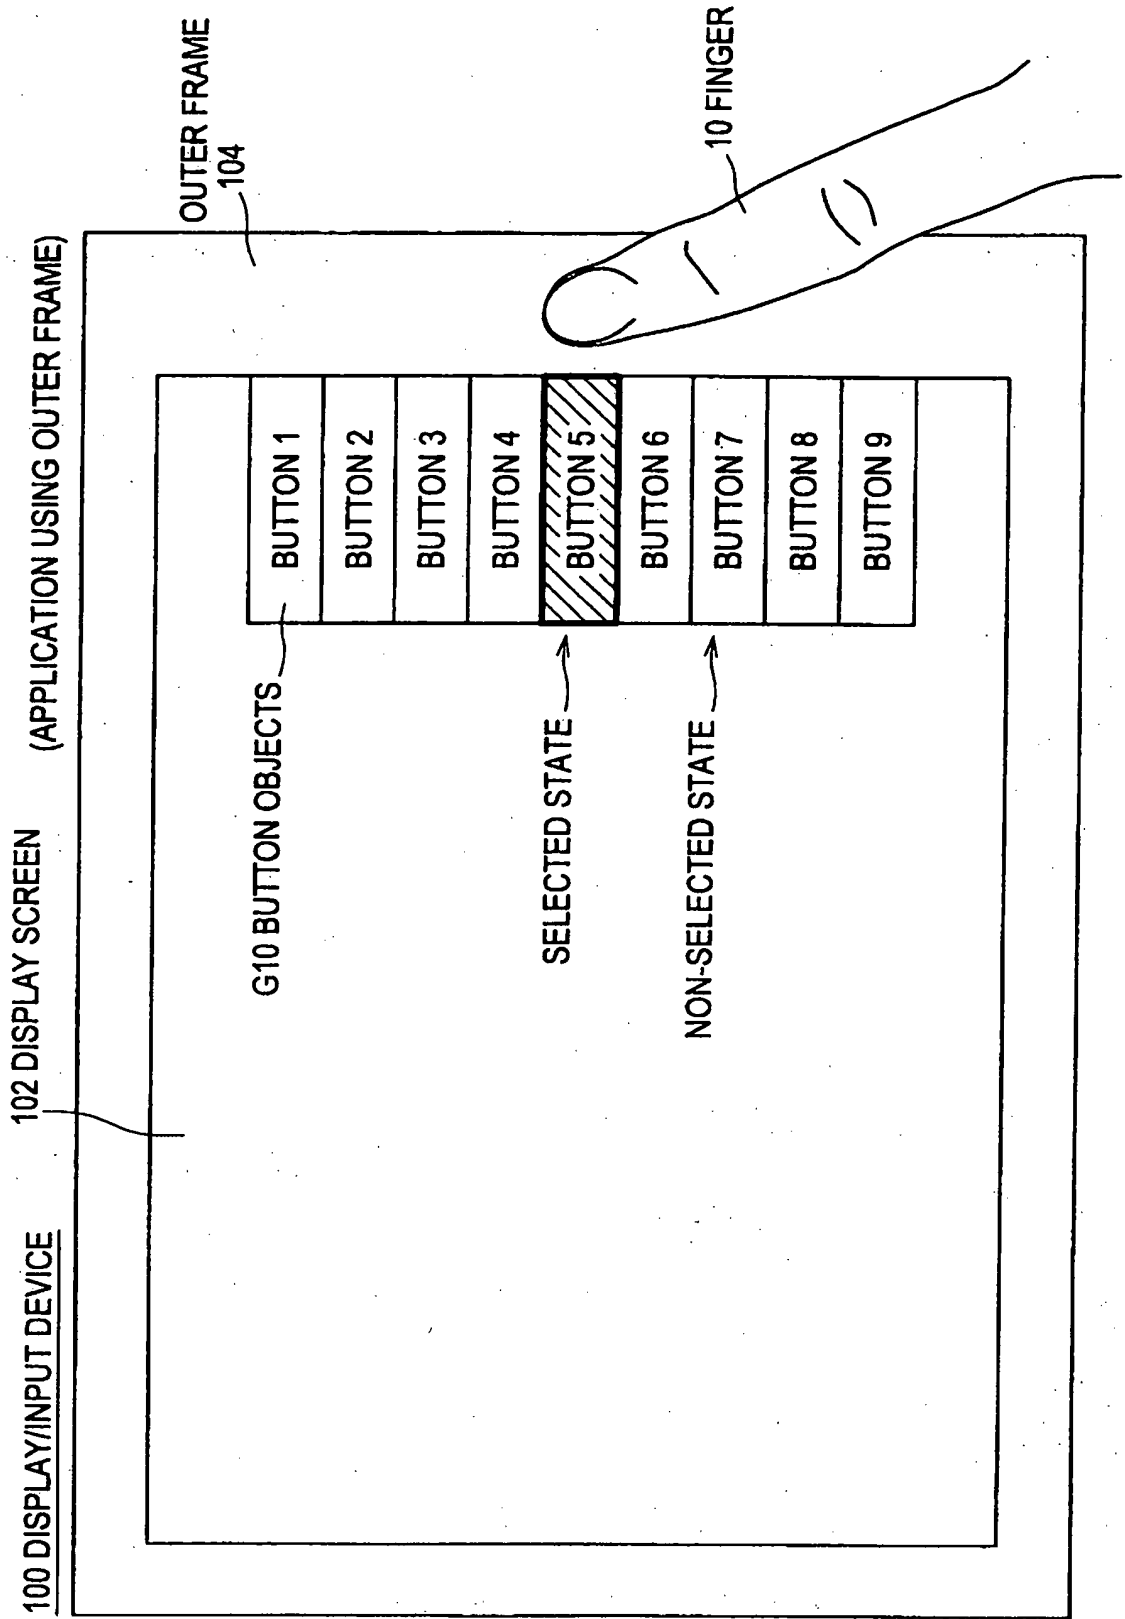 100 DISPLAY/INPUT DEVICE
102 DISPLAY SCREEN
(APPLICATION USING OUTER FRAME)
OUTER FRAME
104
G10 BUTTON OBJECTS
BUTTON 1
BUTTON 2
BUTTON 3
BUTTON 4
SELECTED STATE
BUTTON 5
BUTTON 6
NON-SELECTED STATE
BUTTON 7
BUTTON 8
BUTTON 9
10 FINGER